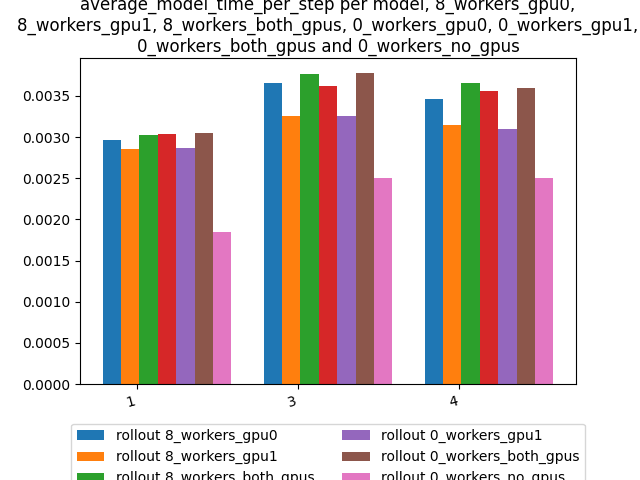 average_model_time_per_step per model, 8_workers_gpu0,
8_workers_gpu1, 8_workers_both_gpus, 0_workers_gpu0, 0_workers_gpu1,
0_workers_both_gpus and 0_workers_no_gpus
0.0035
0.0030
0.0025
0.0020
0.0015
0.0010
0.0005
0.0000
1
3
4
rollout 8_workers_gpu0
rollout 8_workers_gpu1
rollout 8_workers_both_gpus
rollout 0_workers_gpu1
rollout 0_workers_both_gpus
rollout 0_workers_no_gpus